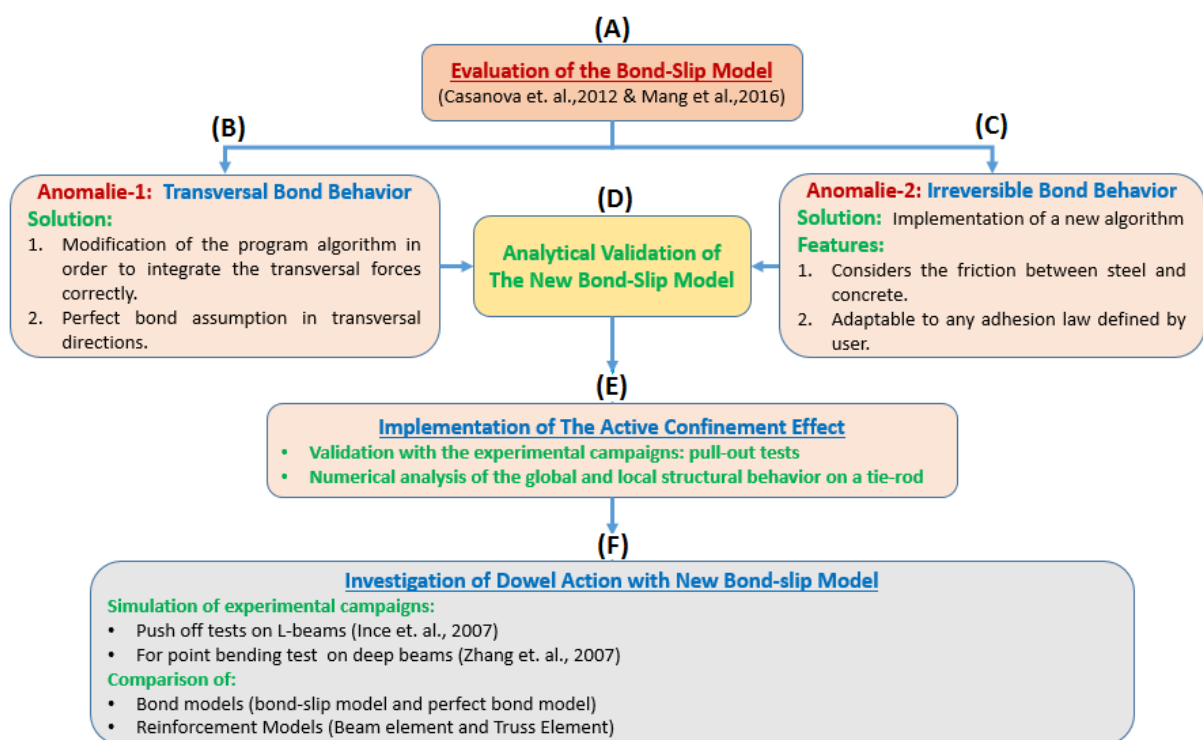 (A)
Evaluation of the Bond-Slip Model
(Casanova et. al.,2012 & Mang et al.,2016)
(B)
(C)
Anomalie-1: Transversal Bond Behavior
Solution:
1. Modification of the program algorithm in
order to integrate the transversal forces
correctly.
2. Perfect bond assumption in transversal
directions.
(D)
Analytical Validation of
The New Bond-Slip Model
Anomalie-2: Irreversible Bond Behavior
Solution: Implementation of a new algorithm
Features:
1. Considers the friction between steel and
concrete.
2. Adaptable to any adhesion law defined by
user.
(E)
Implementation of The Active Confinement Effect
• Validation with the experimental campaigns: pull-out tests
• Numerical analysis of the global and local structural behavior on a tie-rod
(F)
Investigation of Dowel Action with New Bond-slip Model
Simulation of experimental campaigns:
• Push off tests on L-beams (Ince et. al., 2007)
• For point bending test on deep beams (Zhang et. al., 2007)
Comparison of:
• Bond models (bond-slip model and perfect bond model)
• Reinforcement Models (Beam element and Truss Element)